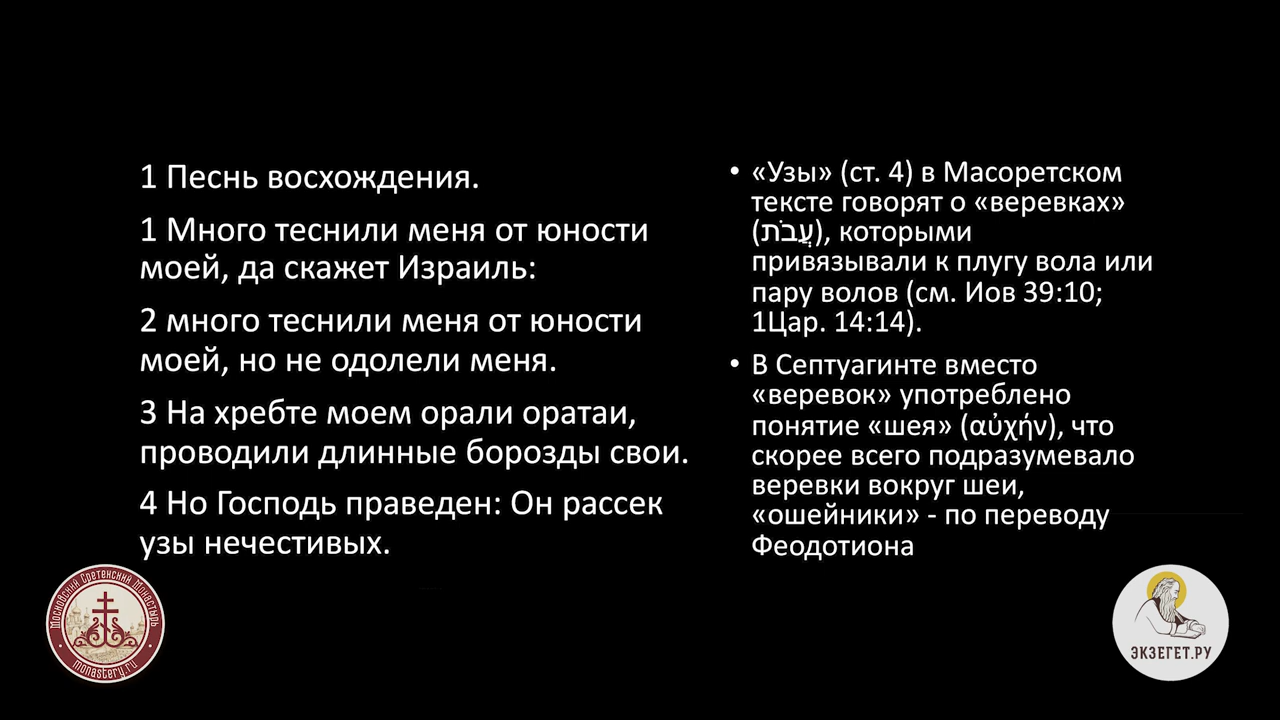 1 Песнь восхождения.
1 Много теснили меня от юности
моей, да скажет Израиль:
2 много теснили меня от юности
моей, но не одолели меня.
3 На хребте моем орали оратаи,
проводили длинные борозды свои.
4 Но Господь праведен: Он рассек
узы нечестивых.
• «Узы» (ст. 4) в Масоретском
тексте говорят о «веревках»
(עֲבֹת), которыми
привязывали к плугу вола или
пару волов (см. Иов 39:10;
1Цар. 14:14).
• В Септуагинте вместо
«веревок» употреблено
понятие «шея» (αὐχήν), что
скорее всего подразумевало
веревки вокруг шеи,
«ошейники» - по переводу
Феодотиона
Московский Сретенский Монастырь
monastery.ru
ЭКЗЕГЕТ.РУ